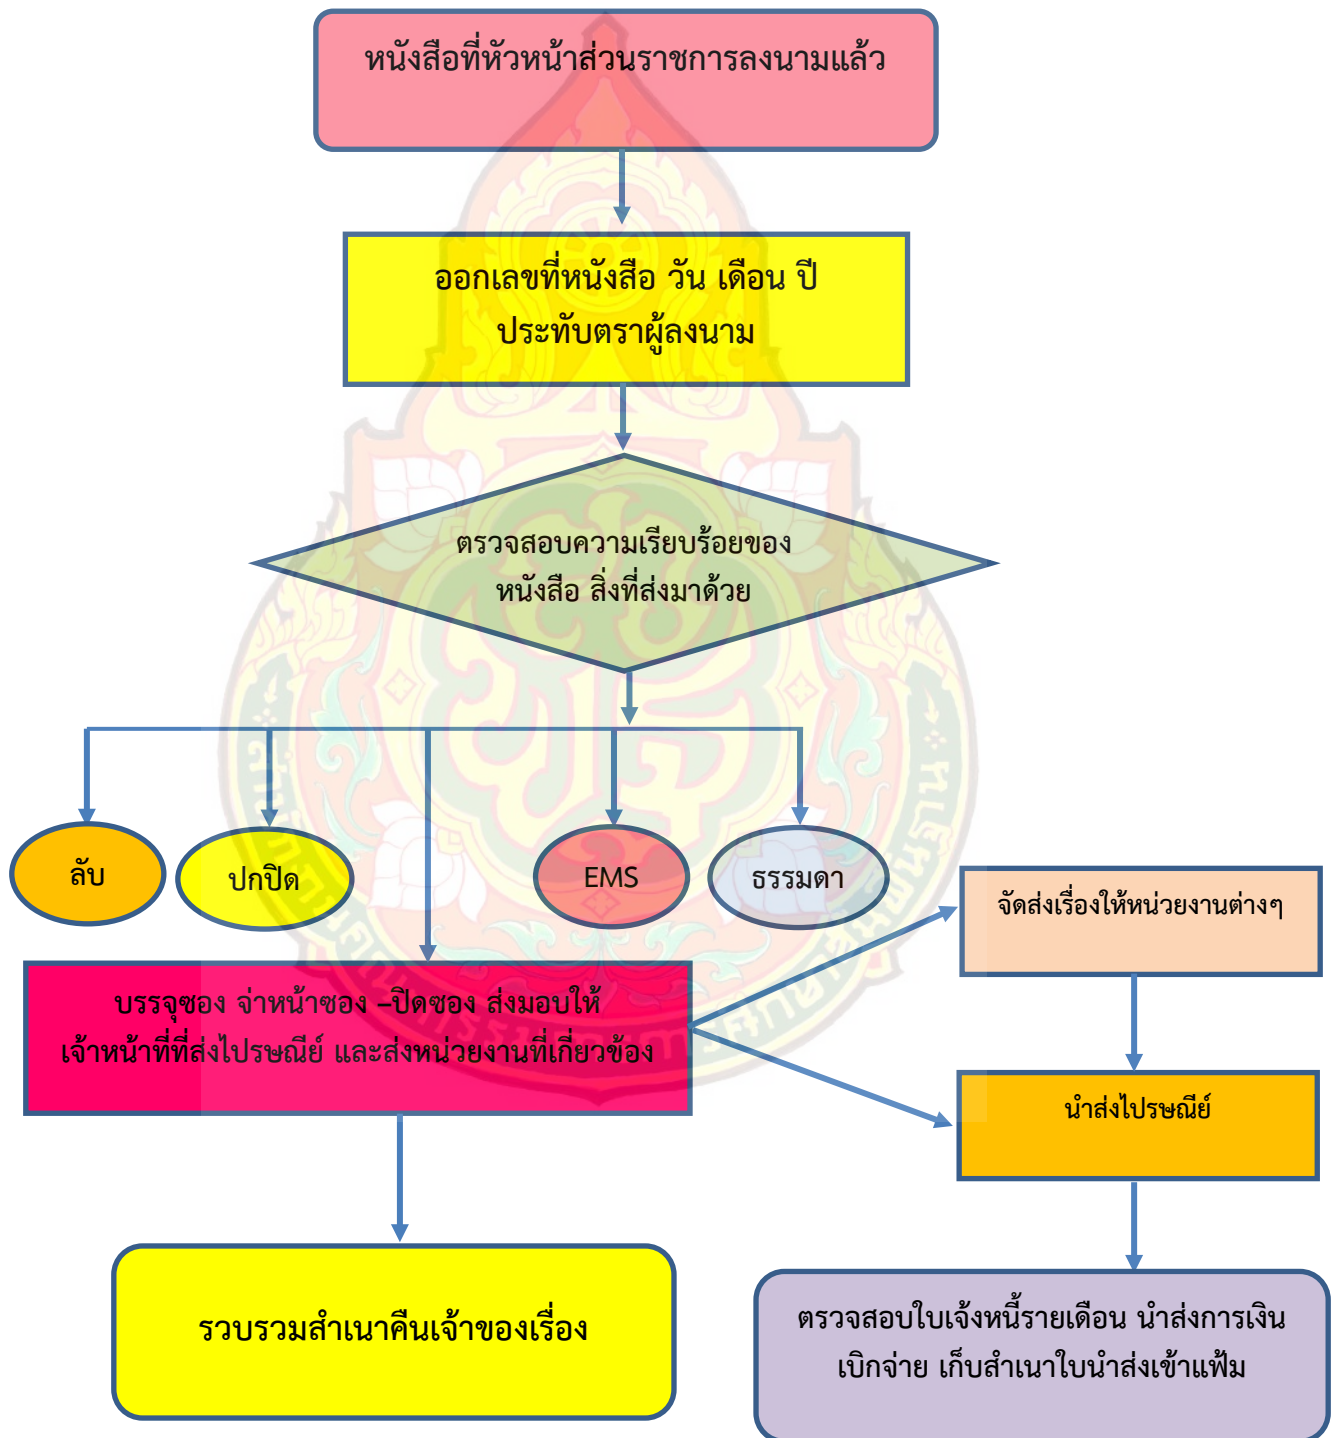 หนังสือที่หัวหน้าส่วนราชการลงนามแล้ว
ออกเลขที่หนังสือ วัน เดือน ปี
ประทับตราผู้ลงนาม
ตรวจสอบความเรียบร้อยของ
หนังสือ สิ่งที่ส่งมาด้วย
ลับ
ปกปิด
EMS
ธรรมดา
จัดส่งเรื่องให้หน่วยงานต่างๆ
บรรจุซอง จ่าหน้าซอง –ปิดซอง ส่งมอบให้
เจ้าหน้าที่ที่ส่งไปรษณีย์ และส่งหน่วยงานที่เกี่ยวข้อง
นำส่งไปรษณีย์
รวบรวมสำเนาคืนเจ้าของเรื่อง
ตรวจสอบใบเจ้งหนี้รายเดือน นำส่งการเงิน
เบิกจ่าย เก็บสำเนาใบนำส่งเข้าแฟ้ม